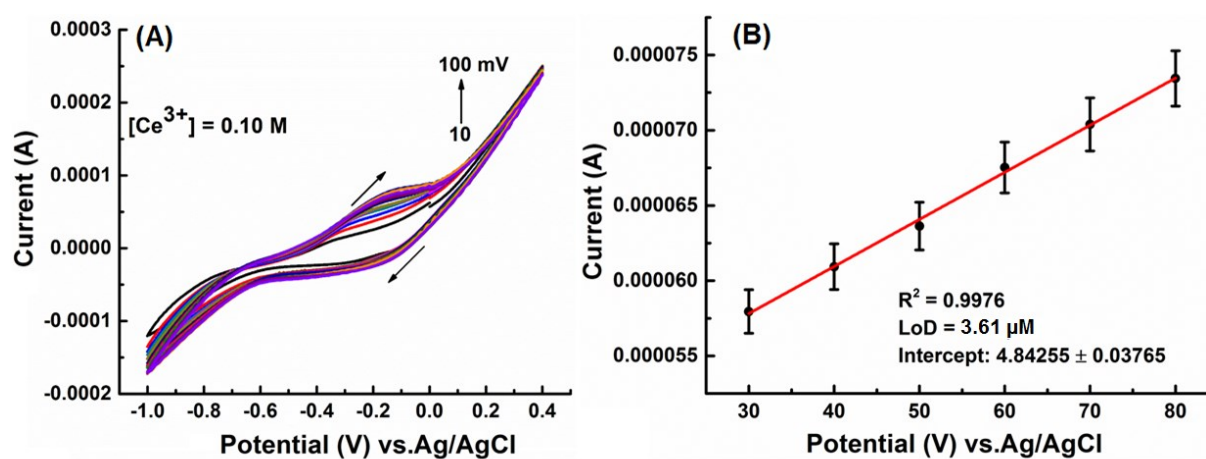 (A)
100 mV
10
[Ce3+] = 0.10 M
Current (A)
0.0003
0.0002
0.0001
0.0000
-0.0001
-0.0002
-1.0 -0.8 -0.6 -0.4 -0.2 0.0 0.2 0.4
Potential (V) vs.Ag/AgCl
(B)
Current (A)
0.000075
0.000070
0.000065
0.000060
0.000055
R2 = 0.9976
LoD = 3.61 µM
Intercept: 4.84255 ± 0.03765
30 40 50 60 70 80
Potential (V) vs.Ag/AgCl